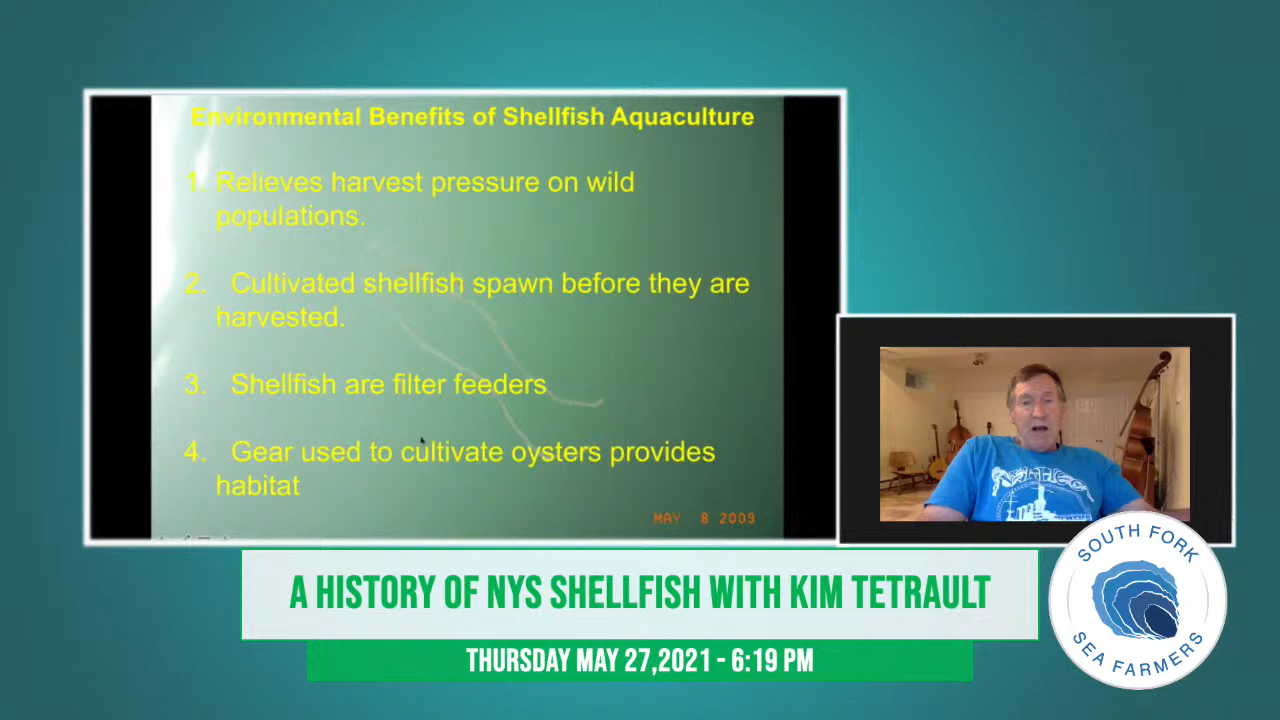 Environmental Benefits of Shellfish Aquaculture
1. Relieves harvest pressure on wild
populations.
2. Cultivated shellfish spawn before they are
harvested.
3. Shellfish are filter feeders
4. Gear used to cultivate oysters provides
habitat
MAY 8 2009
A HISTORY OF NYS SHELLFISH WITH KIM TETRAULT
THURSDAY MAY 27,2021 - 6:19 PM
SOUTH FORK
SEA FARMERS